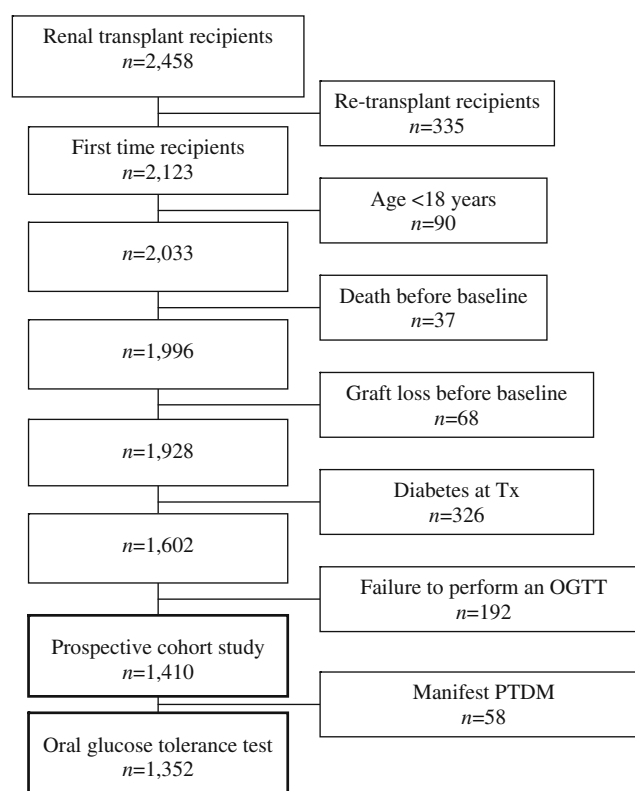 Renal transplant recipients
n=2,458
Re-transplant recipients
n=335
First time recipients
n=2,123
Age <18 years
n=90
n=2,033
Death before baseline
n=37
n=1,996
Graft loss before baseline
n=68
n=1,928
Diabetes at Tx
n=326
n=1,602
Failure to perform an OGTT
n=192
Prospective cohort study
n=1,410
Manifest PTDM
n=58
Oral glucose tolerance test
n=1,352